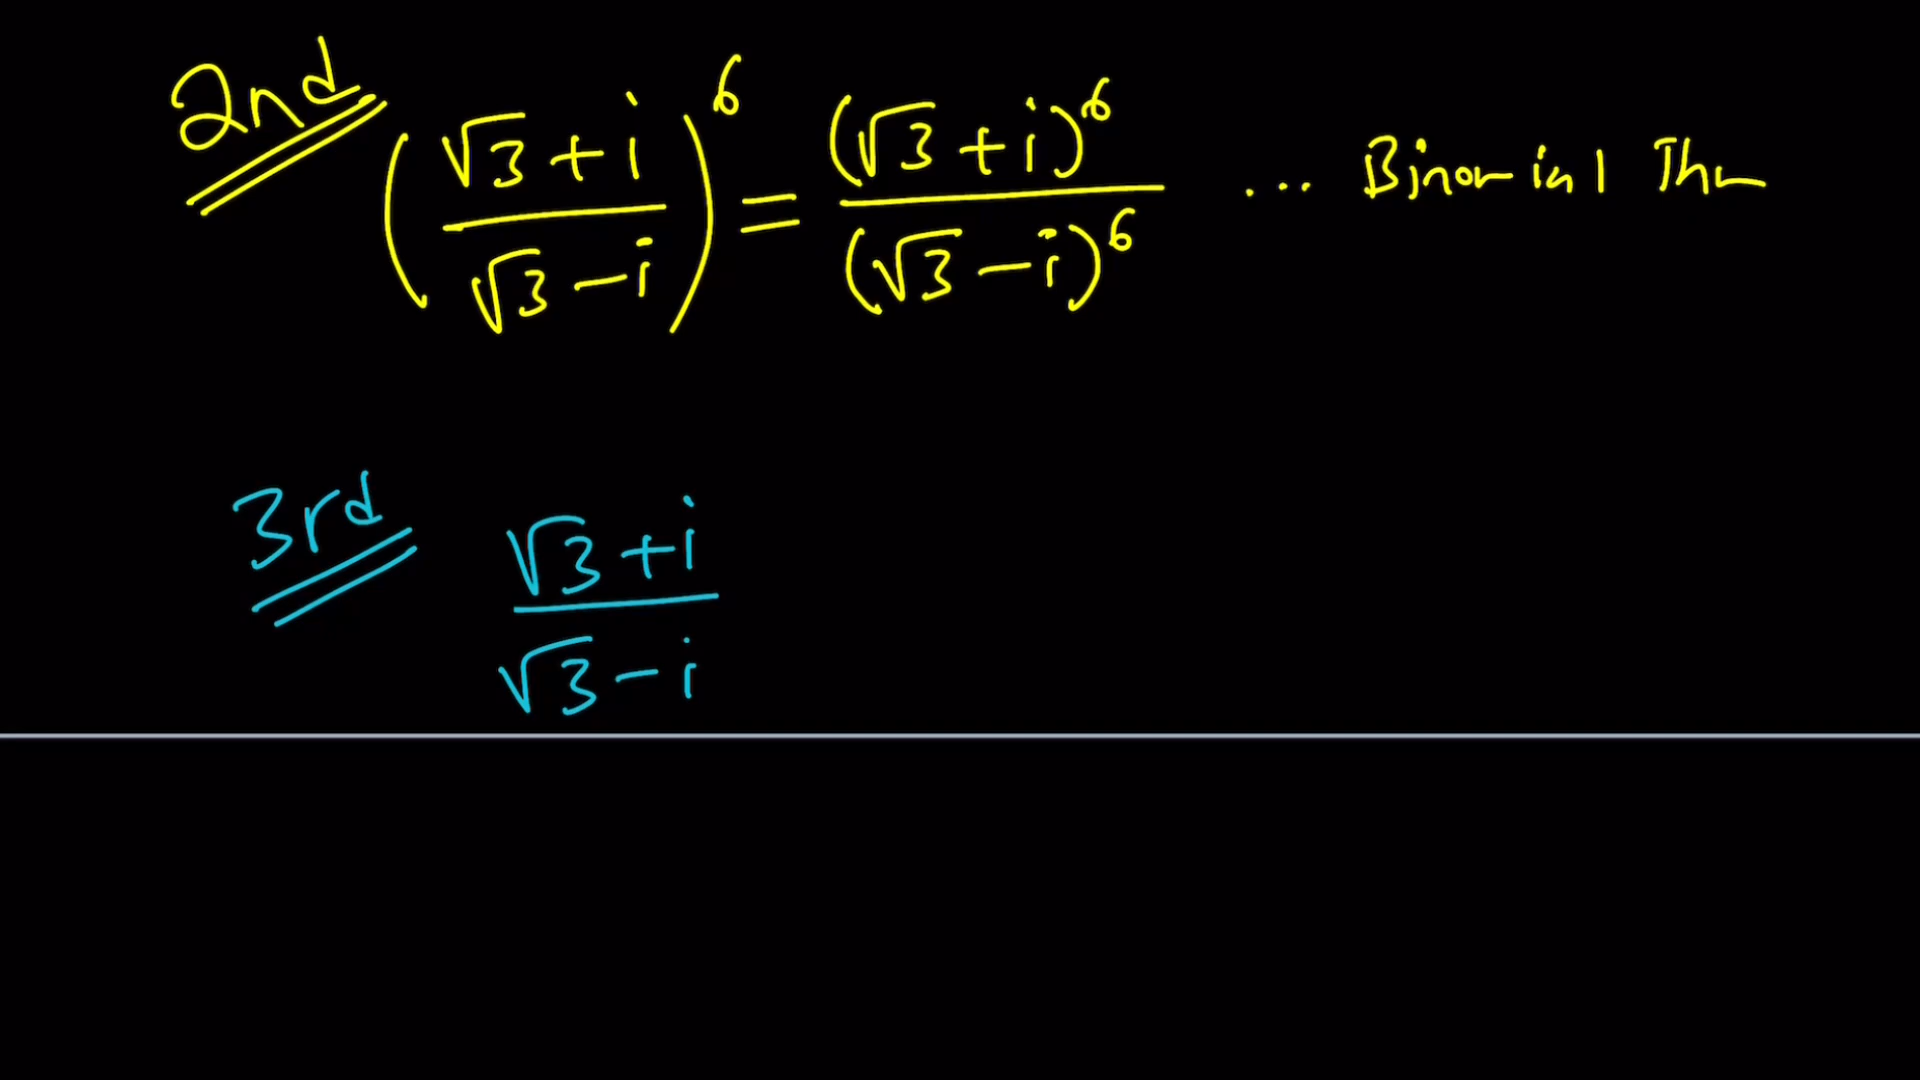 2nd
(√3+i / √3-i)^6 = (√3+i)^6 / (√3-i)^6 ... Binomial Thm
3rd
√3+i / √3-i